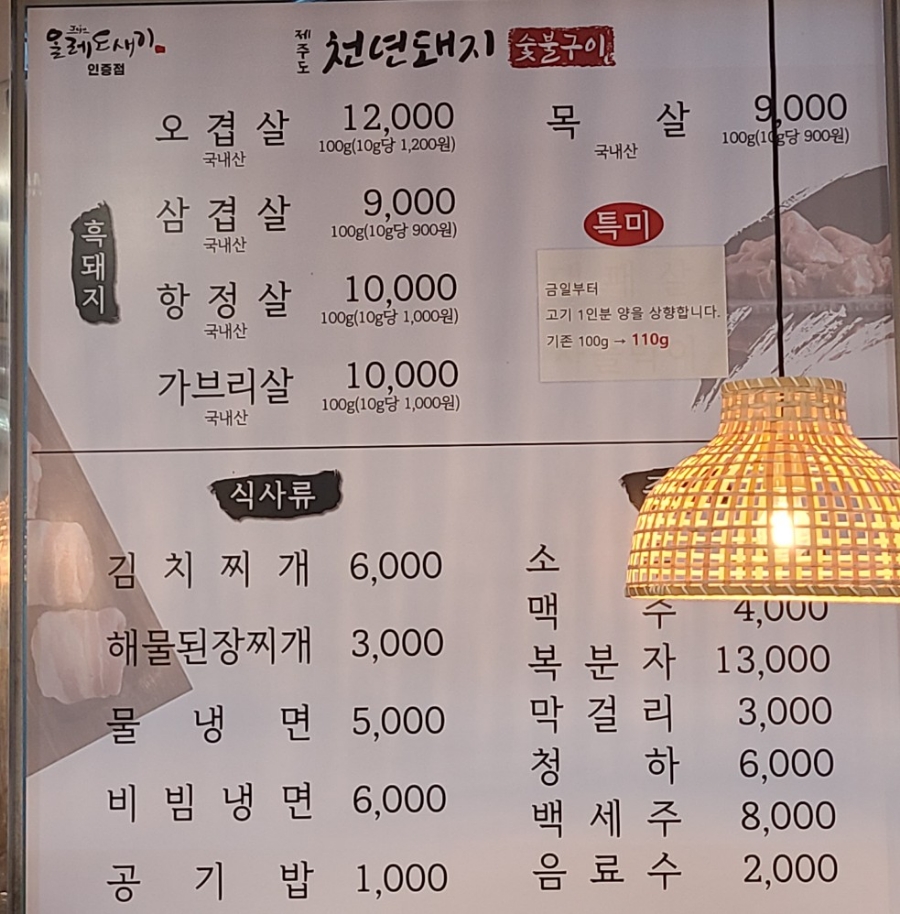 Jeju
올레도새기
인증점
제주도 천년돼지 숯불구이
흑돼지
오겹살 12,000
국내산 100g(10g당 1,200원)
삼겹살 9,000
국내산 100g(10g당 900원)
항정살 10,000
국내산 100g(10g당 1,000원)
가브리살 10,000
국내산 100g(10g당 1,000원)
목살 9,000
국내산 100g(10g당 900원)
특미
금일부터
고기 1인분 양을 상향합니다.
기존 100g → 110g
식사류
김치찌개 6,000
해물된장찌개 3,000
물냉면 5,000
비빔냉면 6,000
공기밥 1,000
소
맥주 4,000
복분자 13,000
막걸리 3,000
청하 6,000
백세주 8,000
음료수 2,000